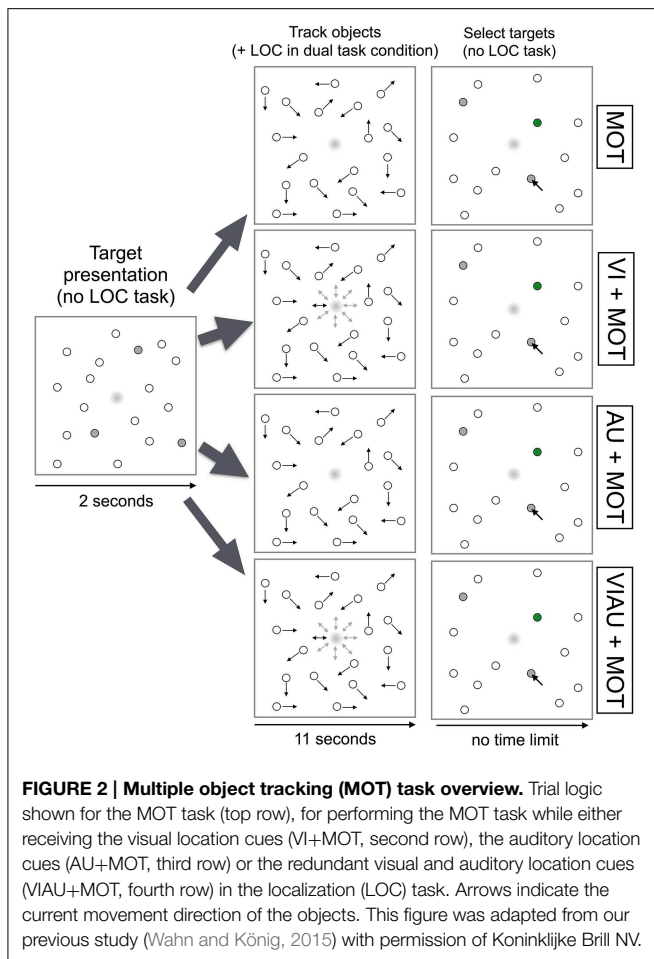 Track objects
(+ LOC in dual task condition)
Select targets
(no LOC task)
MOT
Target
presentation
(no LOC task)
VI + MOT
2 seconds
AU + MOT
VIAU + MOT
11 seconds
no time limit
FIGURE 2 | Multiple object tracking (MOT) task overview. Trial logic
shown for the MOT task (top row), for performing the MOT task while either
receiving the visual location cues (VI+MOT, second row), the auditory location
cues (AU+MOT, third row) or the redundant visual and auditory location cues
(VIAU+MOT, fourth row) in the localization (LOC) task. Arrows indicate the
current movement direction of the objects. This figure was adapted from our
previous study (Wahn and König, 2015) with permission of Koninklijke Brill NV.